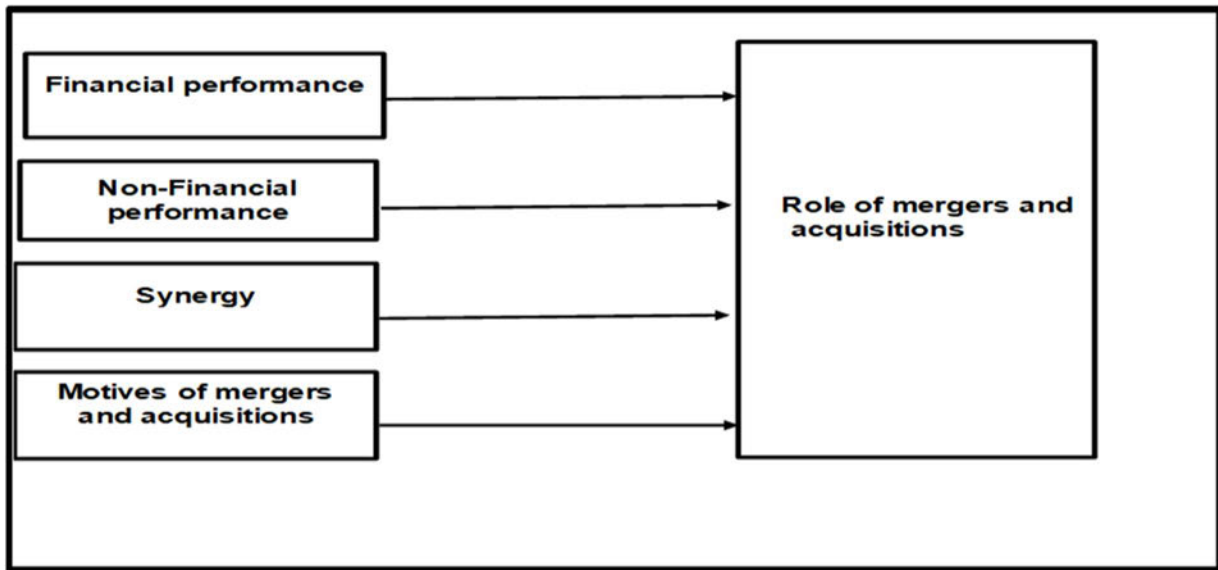 Financial performance
Non-Financial
performance
Synergy
Motives of mergers
and acquisitions
Role of mergers and
acquisitions